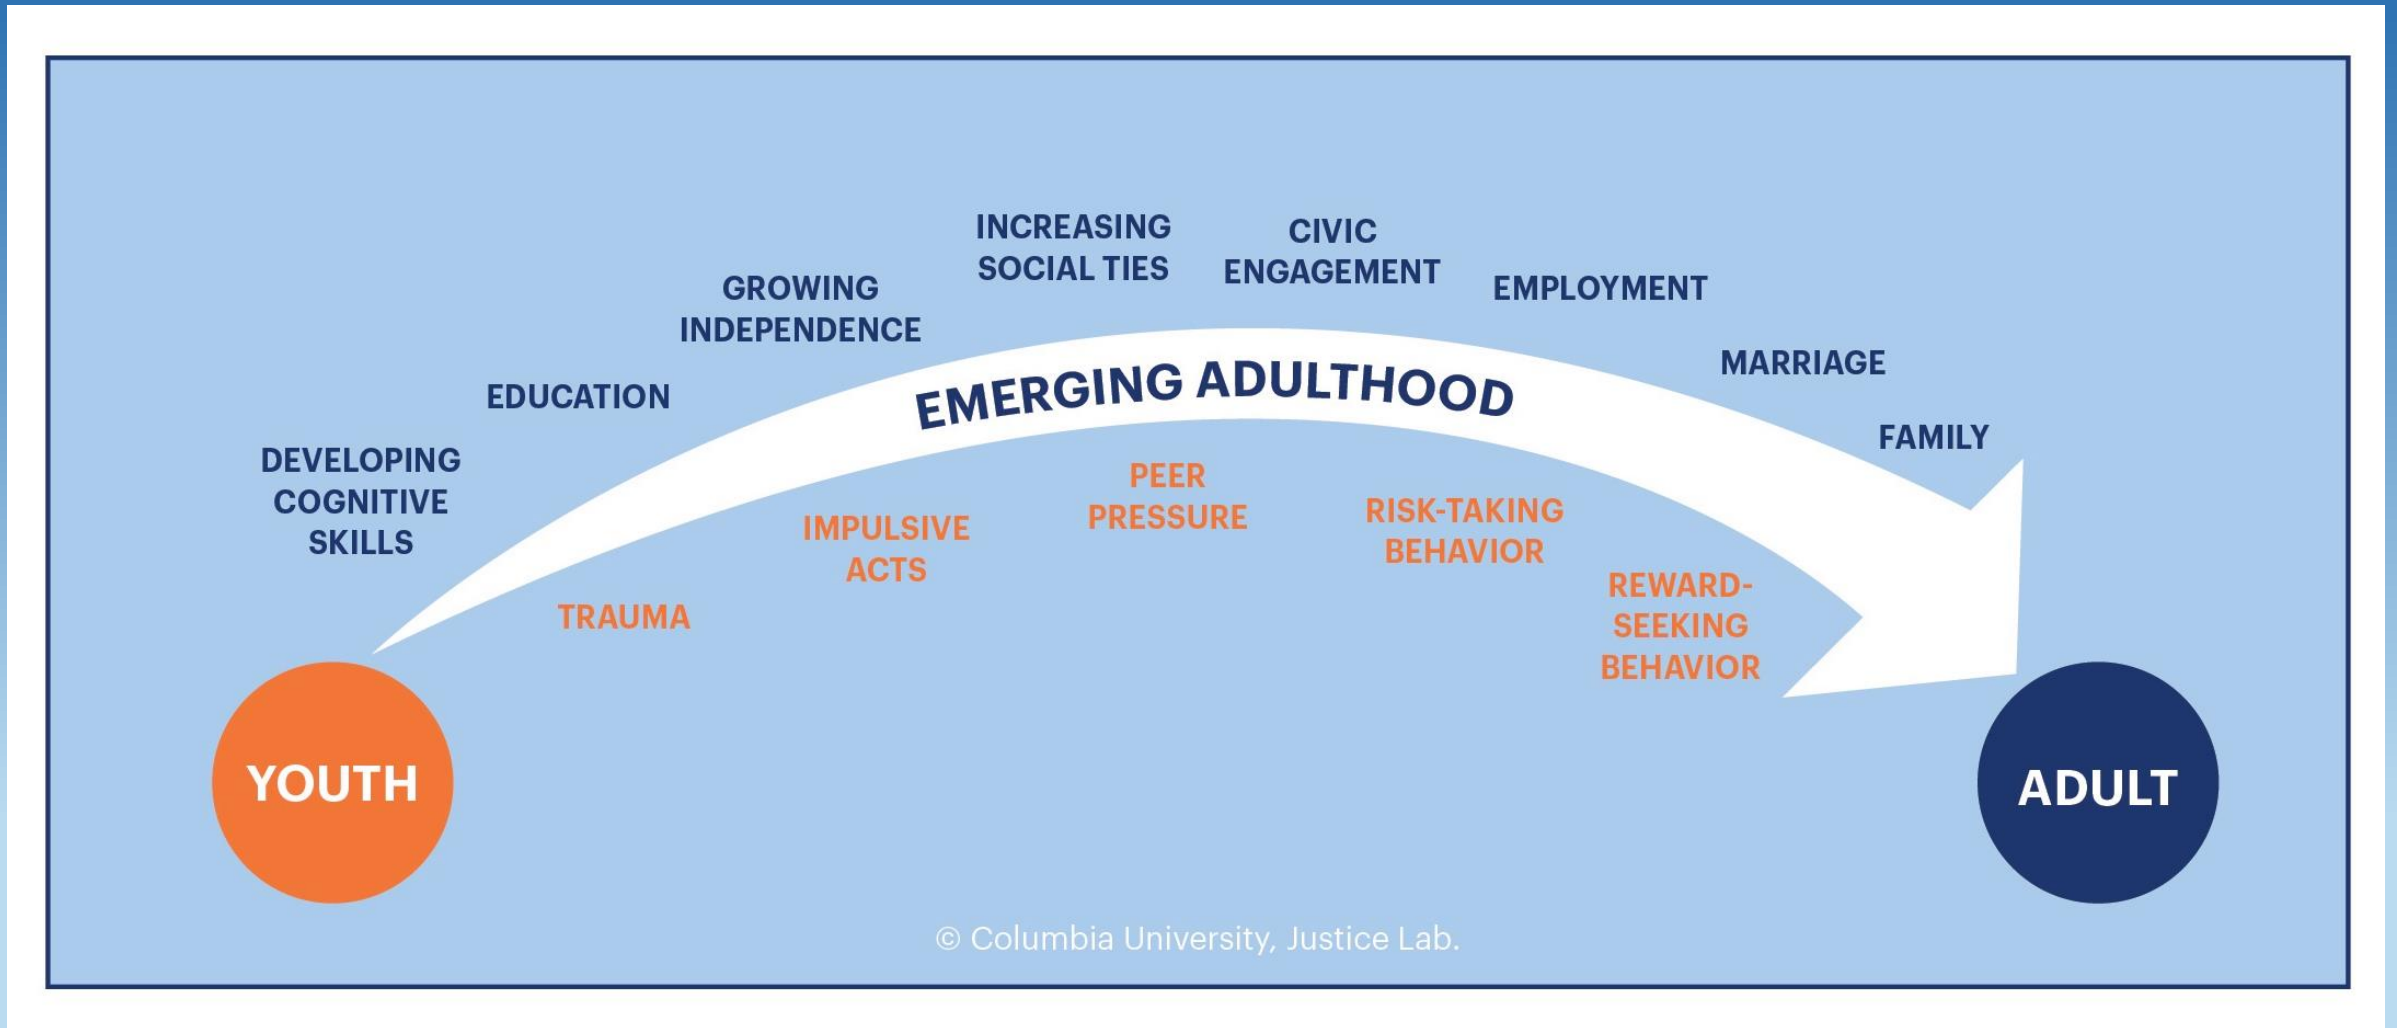 DEVELOPING
COGNITIVE
SKILLS
EDUCATION
GROWING
INDEPENDENCE
INCREASING
SOCIAL TIES
CIVIC
ENGAGEMENT
EMPLOYMENT
MARRIAGE
FAMILY
EMERGING ADULTHOOD
TRAUMA
IMPULSIVE
ACTS
PEER
PRESSURE
RISK-TAKING
BEHAVIOR
REWARD-
SEEKING
BEHAVIOR
YOUTH
ADULT
© Columbia University, Justice Lab.